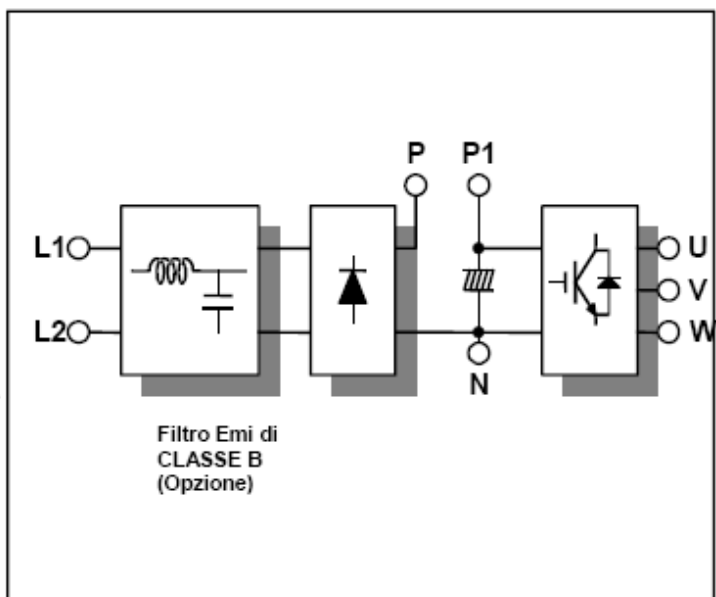 P P1
L1 U
V
L2 W
N
Filtro Emi di
CLASSE B
(Opzione)